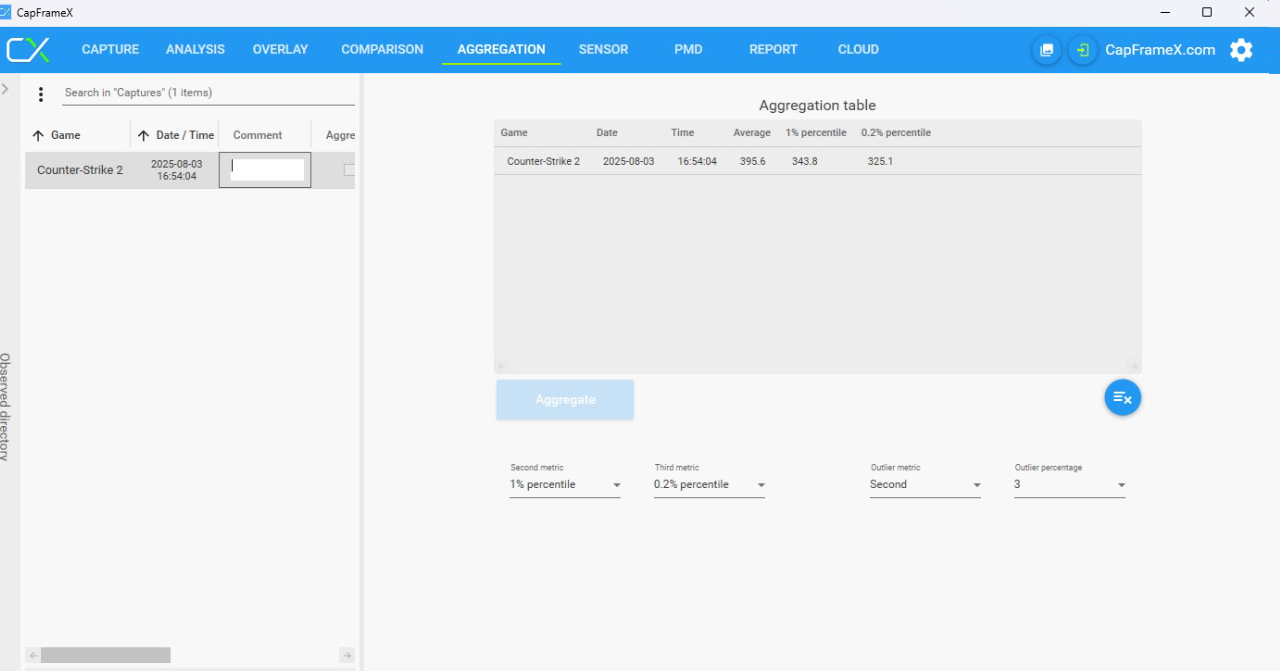 CapFrameX
CX CAPTURE ANALYSIS OVERLAY COMPARISON AGGREGATION SENSOR PMD REPORT CLOUD CapFrameX.com
Search in "Captures" (1 items)
Game Date / Time Comment Aggre
Counter-Strike 2 2025-08-03
16:54:04
Observed directory
Aggregation table
Game Date Time Average 1% percentile 0.2% percentile
Counter-Strike 2 2025-08-03 16:54:04 395.6 343.8 325.1
Aggregate
Second metric Third metric Outlier metric Outlier percentage
1% percentile 0.2% percentile Second 3